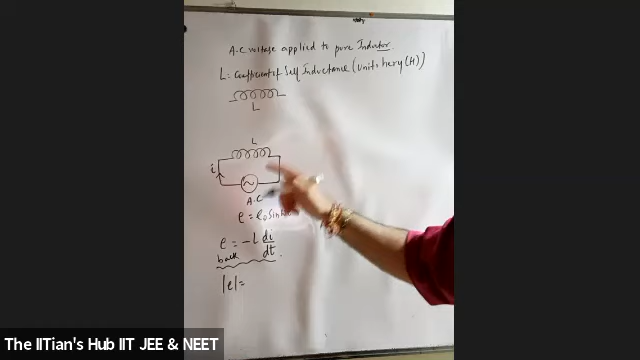 A.C voltage applied to pure Inductor.
L = Coefficient of Self Inductance (Unit = henry (H))
L
L
i
A.C
e = e₀ sin
e = -L di/dt
back
|e| =
The IITian's Hub IIT JEE & NEET